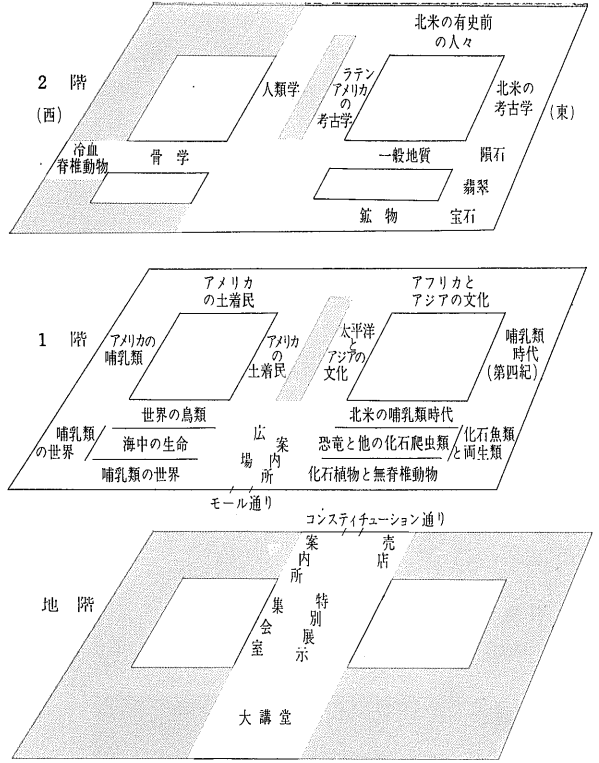 北米の有史前
の人々
2 階
(西)
人類学
ラテン
アメリカ
の
考古学
北米の
考古学
(東)
冷血
脊椎動物
骨学
一般地質
隕石
翡翠
鉱物
宝石
アメリカ
の土着民
アフリカと
アジアの文化
1 階
アメリカの
哺乳類
アメリカ
の
土着民
太平洋
と
アジアの
文化
哺乳類
時代
(第四紀)
世界の鳥類
北米の哺乳類時代
哺乳類
の世界
海中の生命
広場
案内所
恐竜と他の化石爬虫類
化石魚類
と両生類
哺乳類の世界
化石植物と無脊椎動物
モール通り
コンスティチューション通り
案内所
売店
地階
集会室
特別展示
大講堂